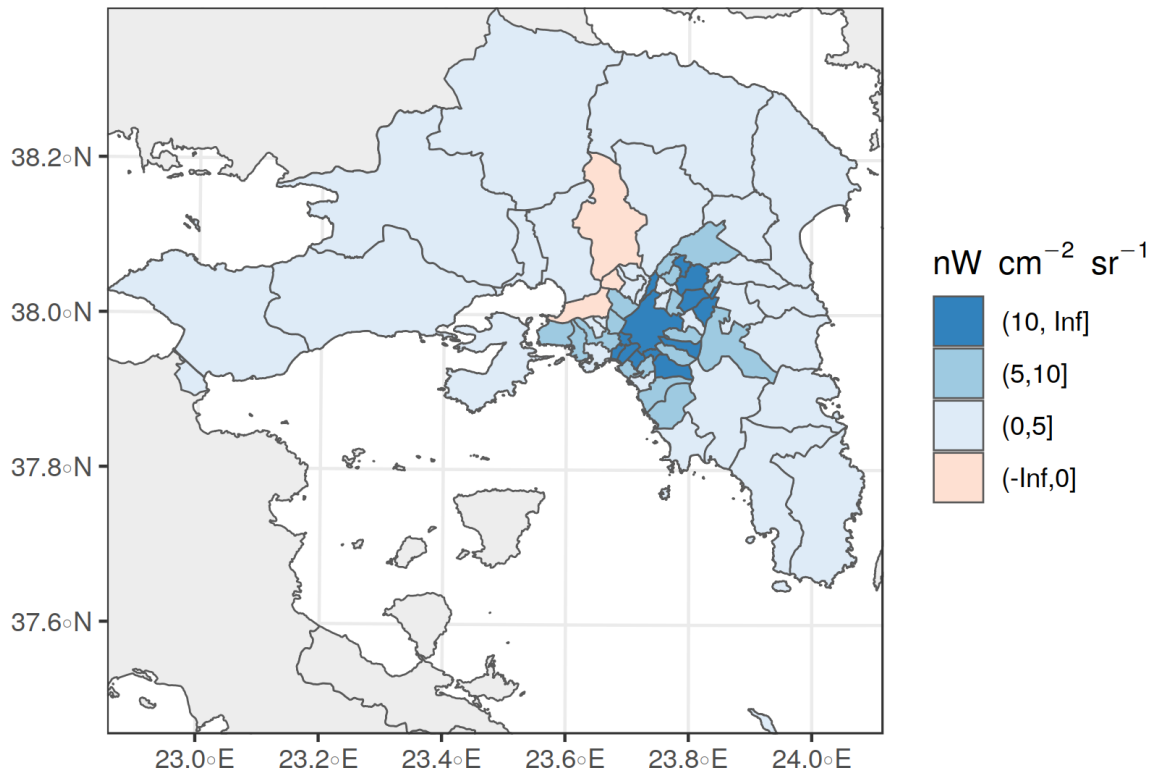 38.2°N
38.0°N
37.8°N
37.6°N
23.0°E 23.2°E 23.4°E 23.6°E 23.8°E 24.0°E
nW cm⁻² sr⁻¹
(10, Inf]
(5,10]
(0,5]
(-Inf,0]